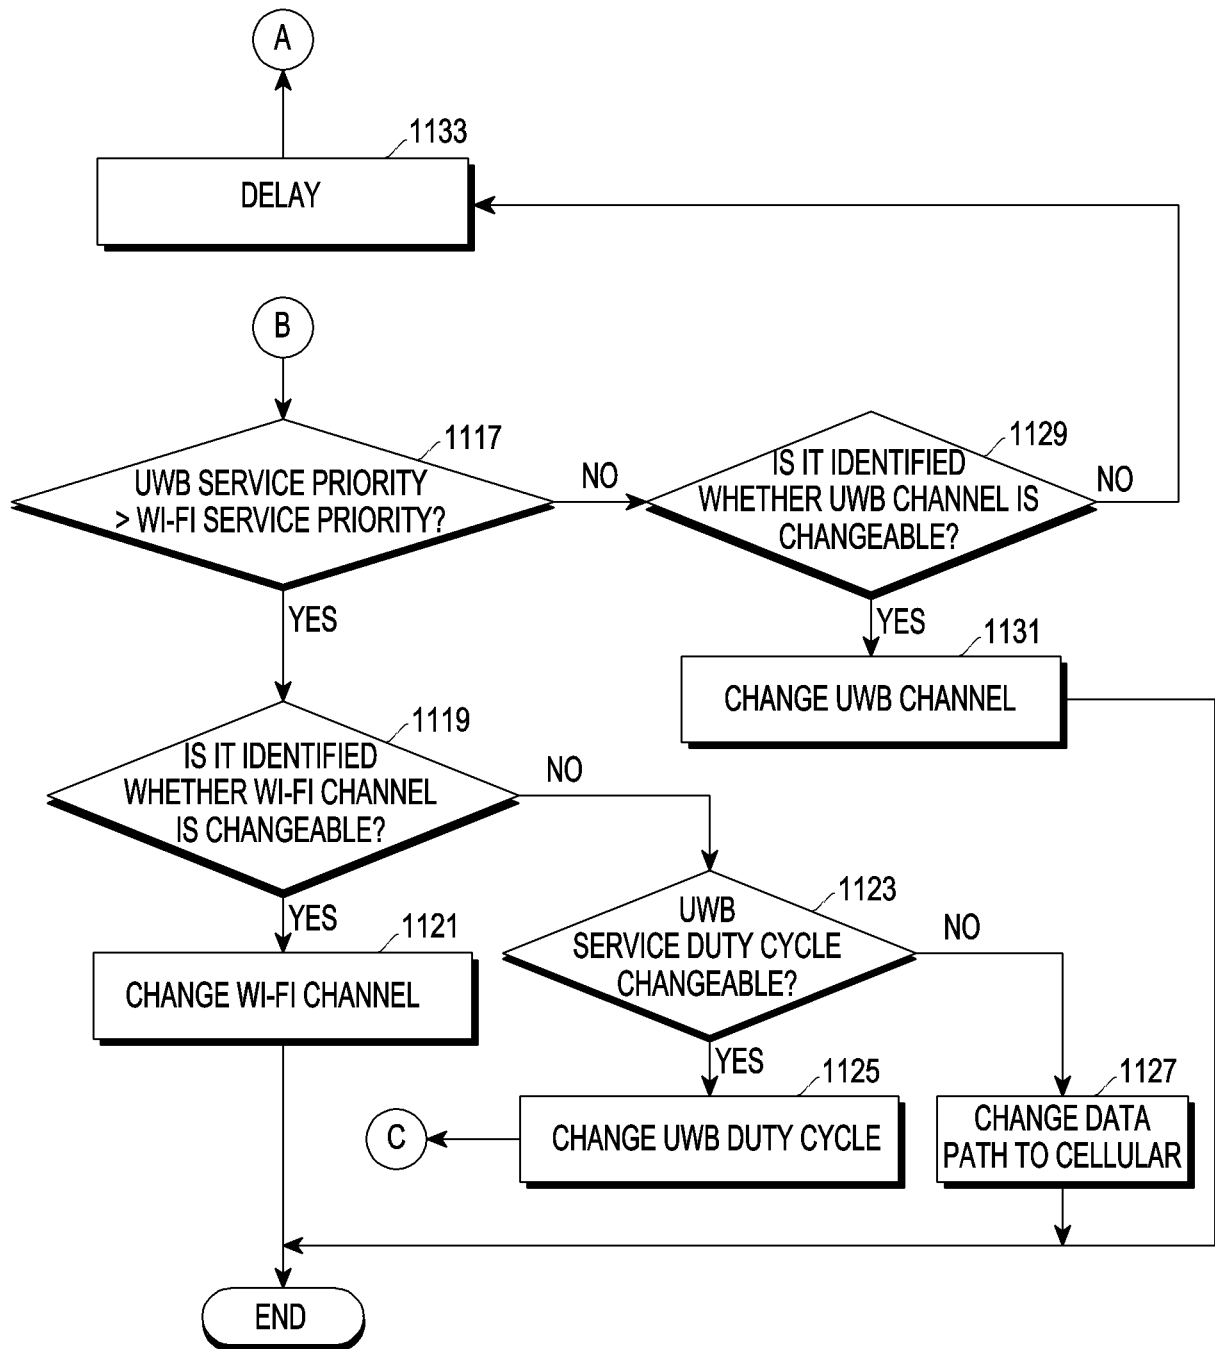 A
1133
DELAY
B
1117
UWB SERVICE PRIORITY
> WI-FI SERVICE PRIORITY?
NO
1129
IS IT IDENTIFIED
WHETHER UWB CHANNEL IS
CHANGEABLE?
NO
YES
YES
1131
CHANGE UWB CHANNEL
1119
IS IT IDENTIFIED
WHETHER WI-FI CHANNEL
IS CHANGEABLE?
NO
YES
1121
CHANGE WI-FI CHANNEL
1123
UWB
SERVICE DUTY CYCLE
CHANGEABLE?
NO
YES
1125
CHANGE UWB DUTY CYCLE
C
1127
CHANGE DATA
PATH TO CELLULAR
END